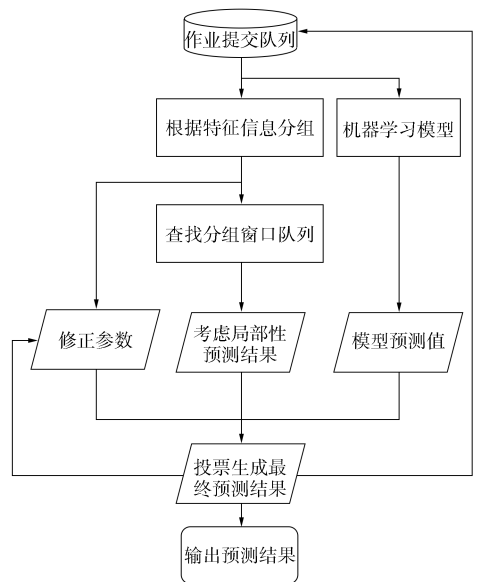 作业提交队列
根据特征信息分组
机器学习模型
查找分组窗口队列
修正参数
考虑局部性
预测结果
模型预测值
投票生成最
终预测结果
输出预测结果